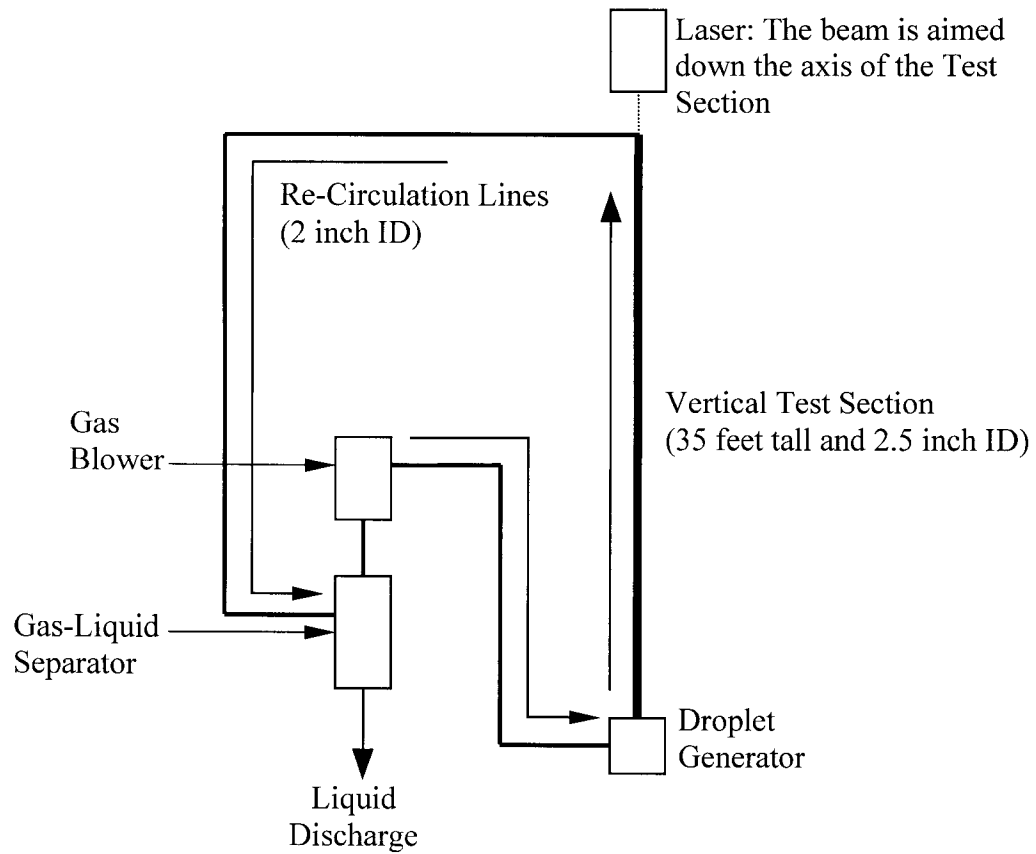 Laser: The beam is aimed
down the axis of the Test
Section
Re-Circulation Lines
(2 inch ID)
Vertical Test Section
(35 feet tall and 2.5 inch ID)
Gas
Blower
Gas-Liquid
Separator
Droplet
Generator
Liquid
Discharge